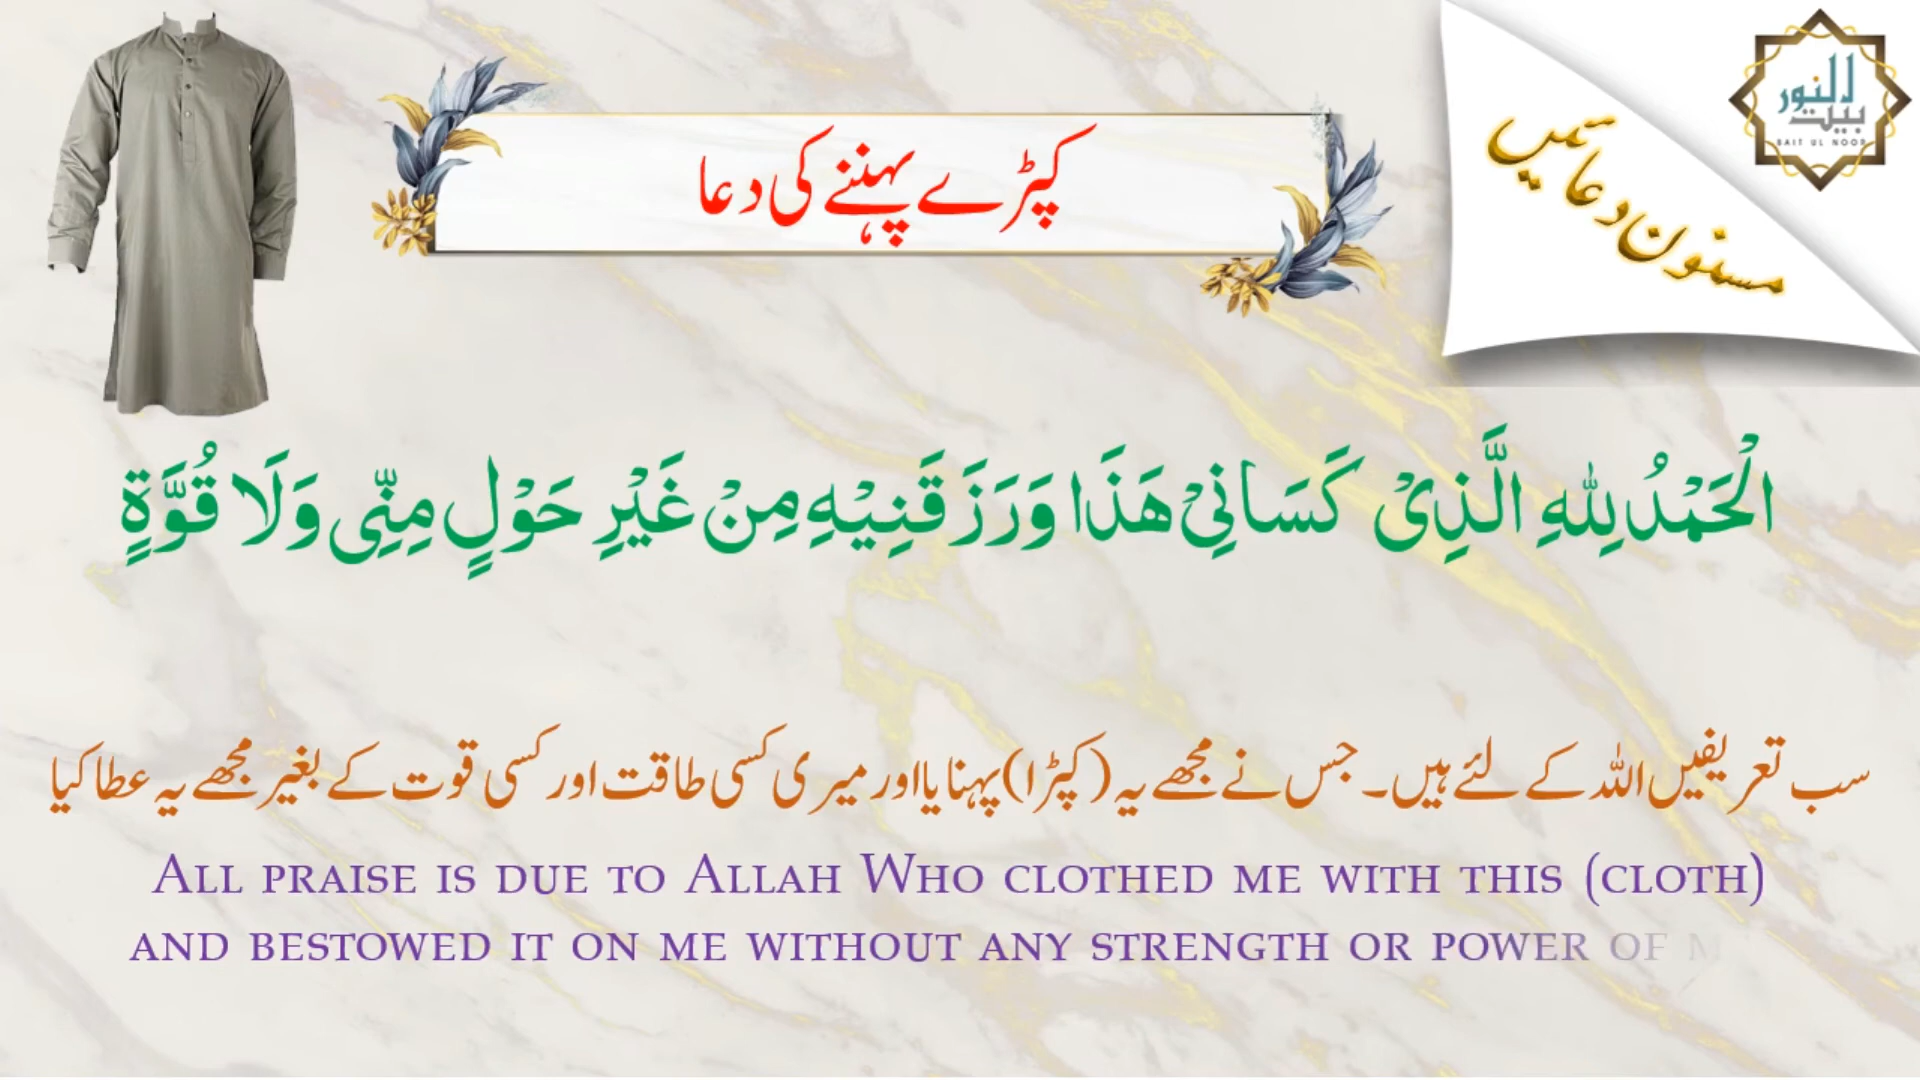 بیت النور
BAIT UL NOOR
مسنون دعائیں
کپڑے پہننے کی دعا
الْحَمْدُ لِلّٰهِ الَّذِیْ کَسَانِیْ هَذَا وَرَزَقَنِیْهِ مِنْ غَیْرِ حَوْلٍ مِنِّی وَلَا قُوَّةٍ
سب تعریفیں اللہ کے لئے ہیں۔ جس نے مجھے یہ (کپڑا) پہنایا اور میری کسی طاقت اور کسی قوت کے بغیر مجھے یہ عطا کیا
All praise is due to Allah Who clothed me with this (cloth)
and bestowed it on me without any strength or power of m